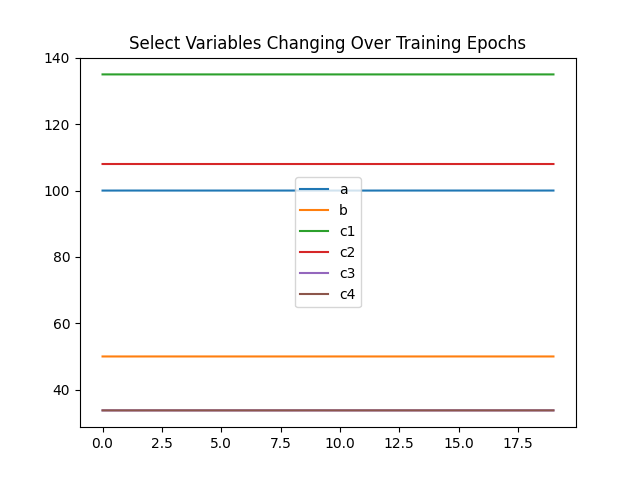 Select Variables Changing Over Training Epochs
140
120
100
80
60
40
a
b
c1
c2
c3
c4
0.0 2.5 5.0 7.5 10.0 12.5 15.0 17.5